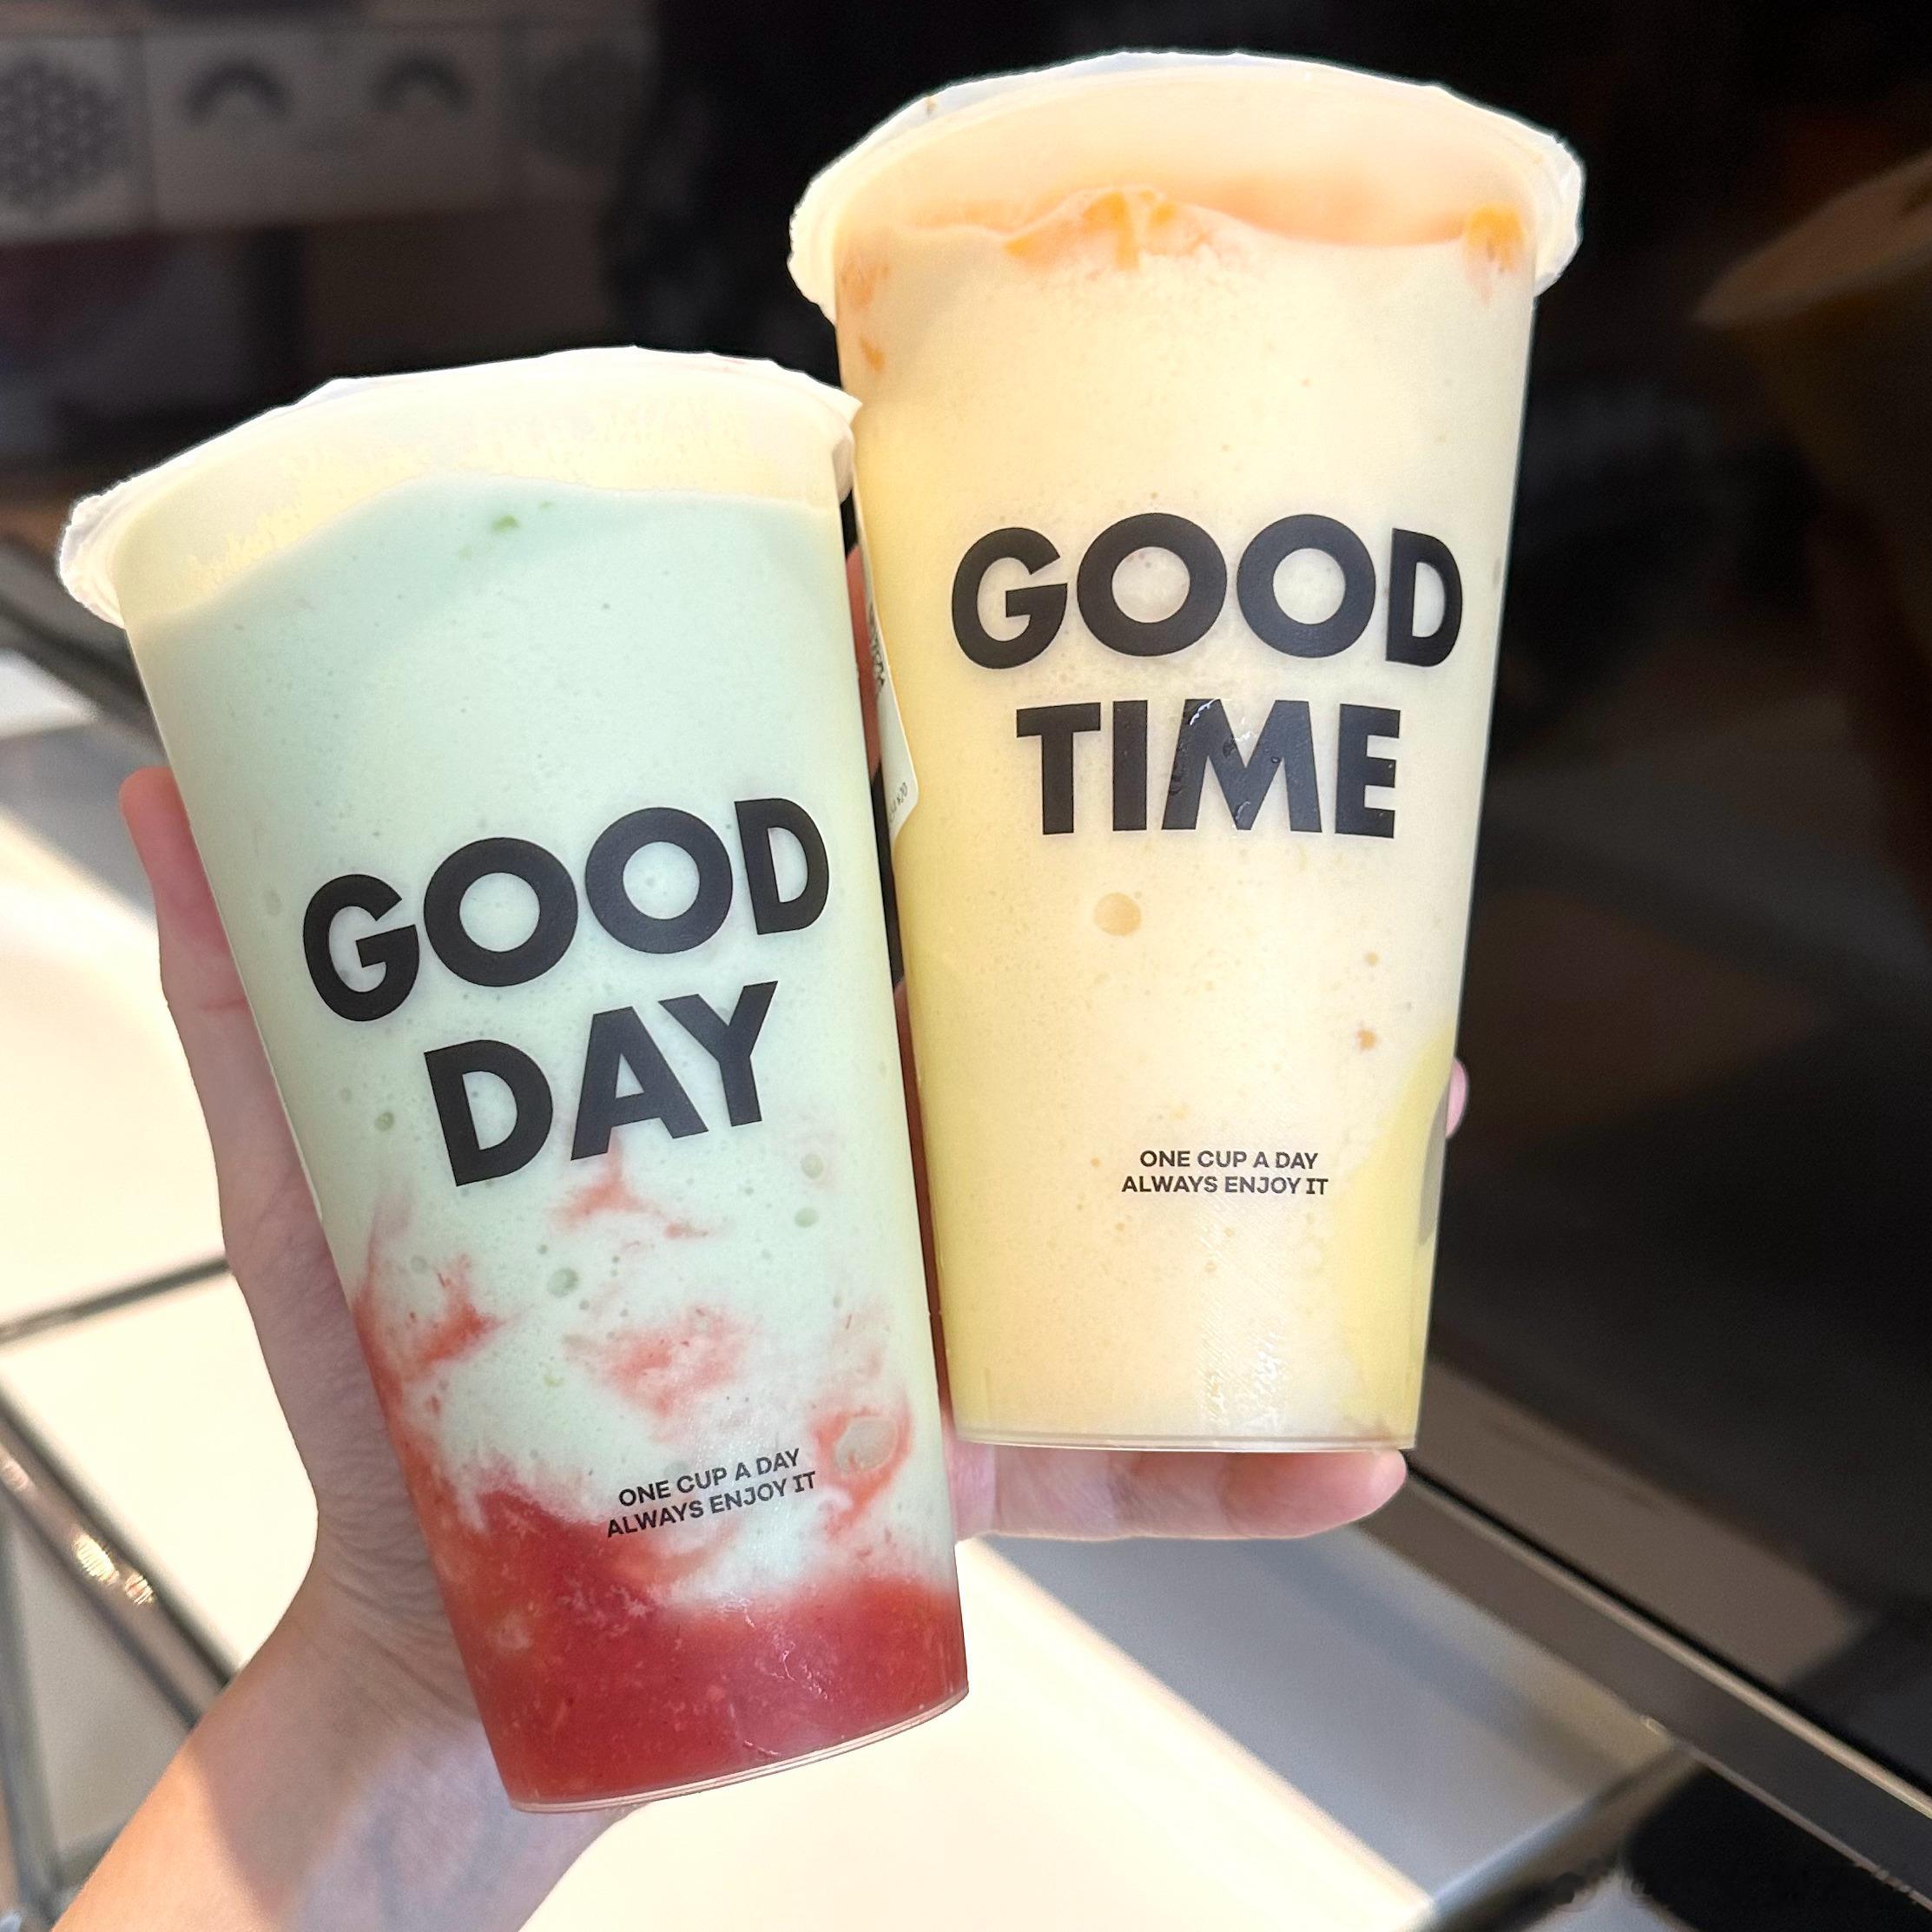 GOOD
DAY
ONE CUP A DAY
ALWAYS ENJOY IT
GOOD
TIME
ONE CUP A DAY
ALWAYS ENJOY IT